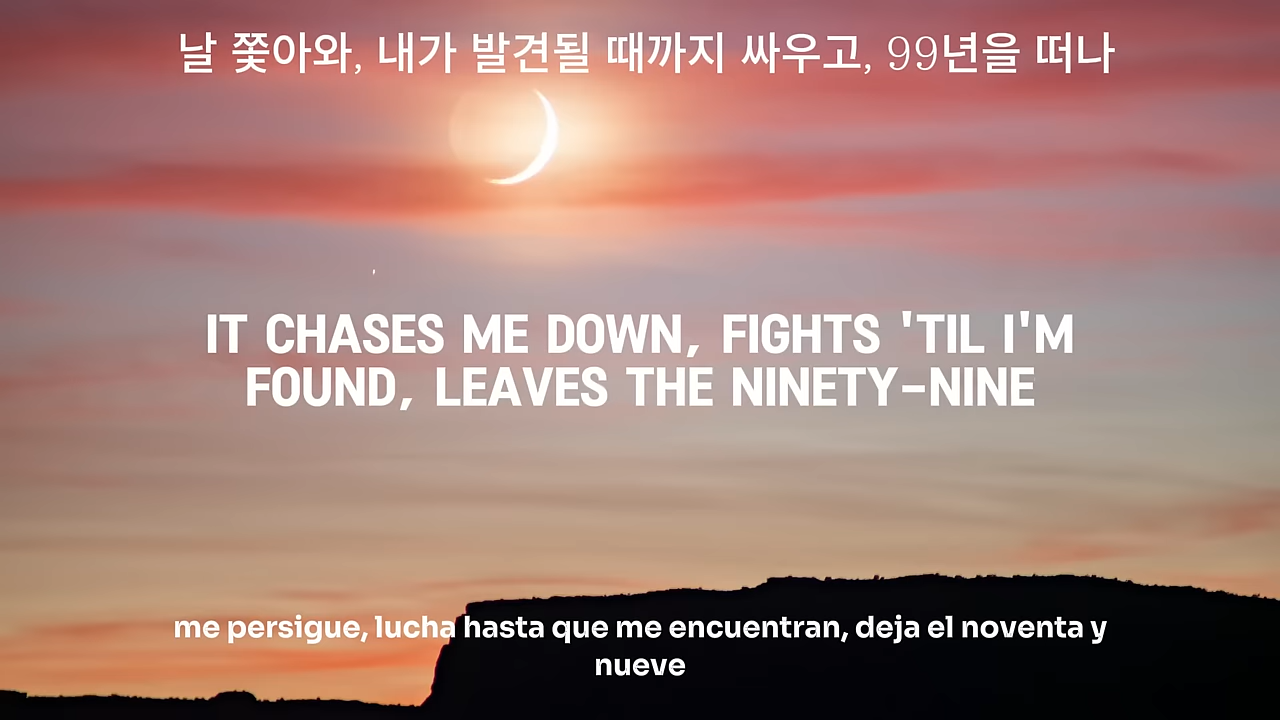 날 쫓아와, 내가 발견될 때까지 싸우고, 99년을 떠나
IT CHASES ME DOWN, FIGHTS 'TIL I'M
FOUND, LEAVES THE NINETY-NINE
me persigue, lucha hasta que me encuentran, deja el noventa y
nueve